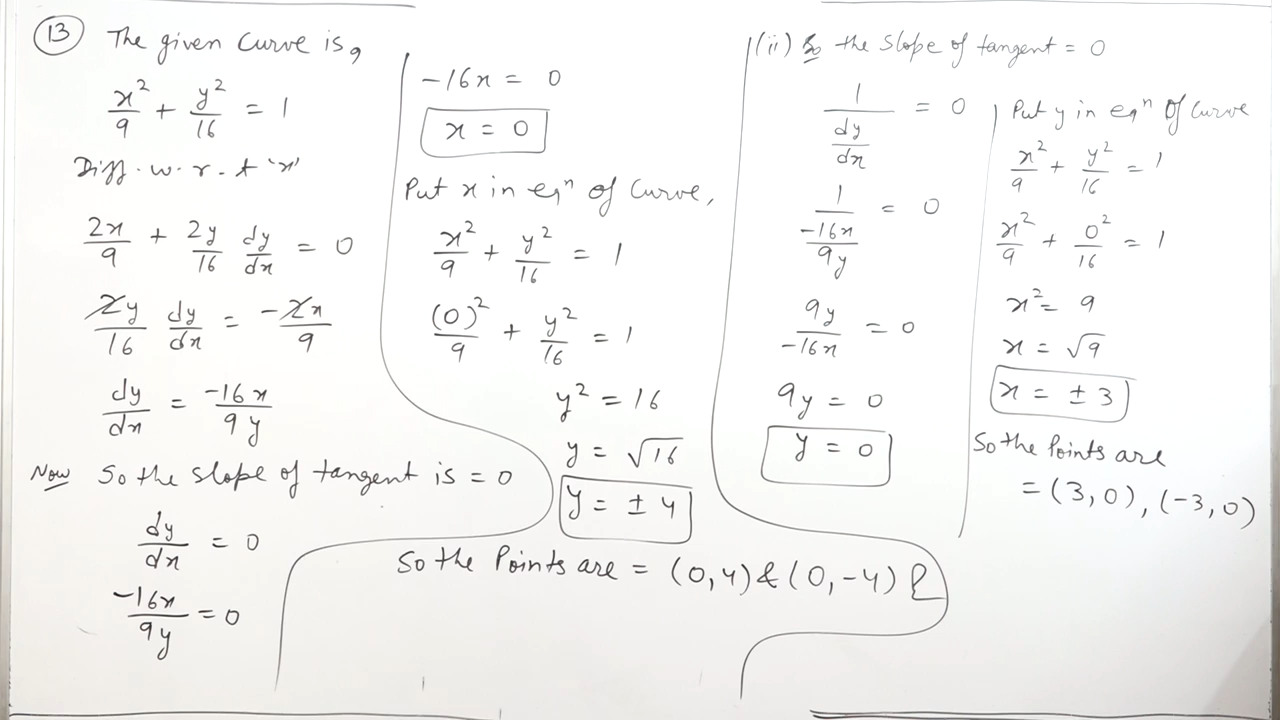 13 The given Curve is,
x²/9 + y²/16 = 1
Diff. w. r. t 'x'
2x/9 + 2y/16 dy/dx = 0
2y/16 dy/dx = -2x/9
dy/dx = -16x/9y
Now So the slope of tangent is = 0
dy/dx = 0
-16x/9y = 0
-16x = 0
x = 0
Put x in eqⁿ of Curve,
x²/9 + y²/16 = 1
(0)²/9 + y²/16 = 1
y² = 16
y = √16
y = ± 4
So the Points are = (0,4) & (0,-4)
(ii) So the slope of tangent = 0
1/(dy/dx) = 0
1/(-16x/9y) = 0
9y/-16x = 0
9y = 0
y = 0
Put y in eqⁿ of Curve
x²/9 + y²/16 = 1
x²/9 + 0²/16 = 1
x² = 9
x = √9
x = ± 3
So the Points are
= (3,0), (-3,0)